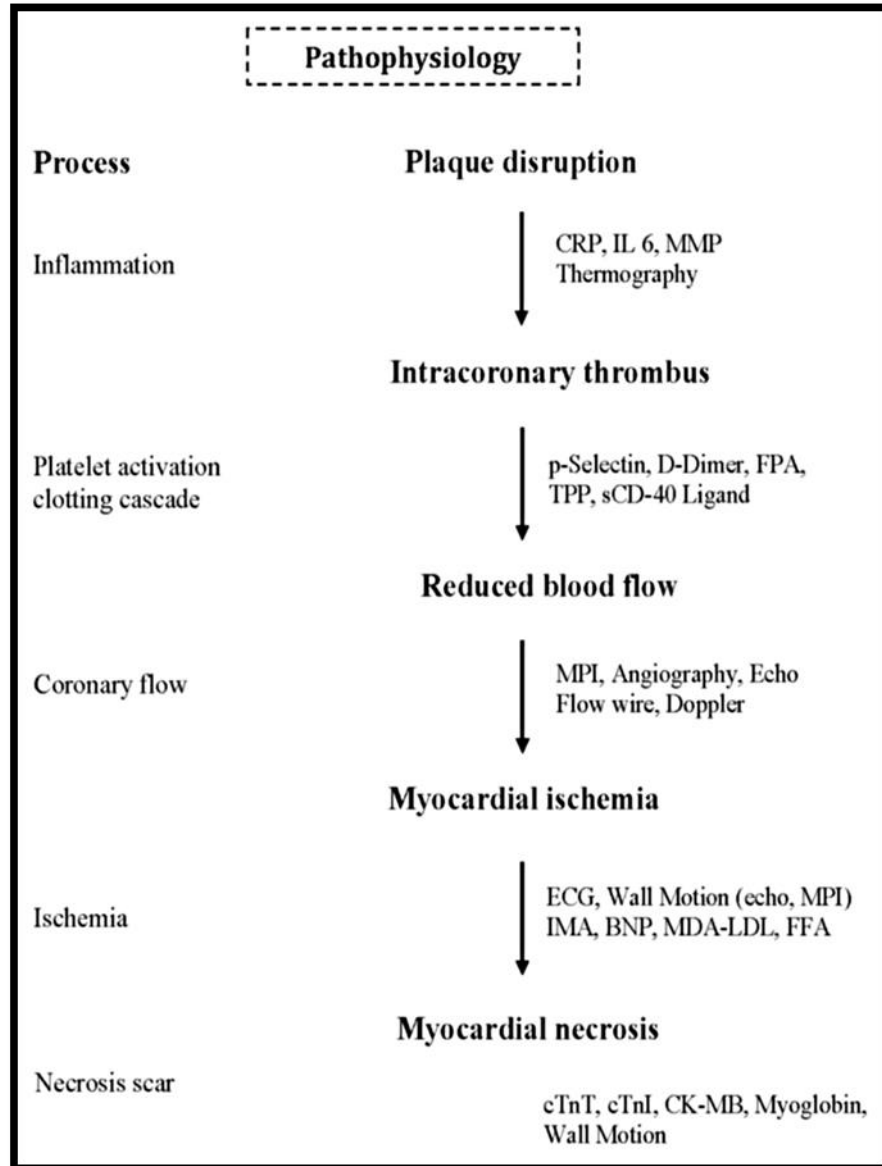 Pathophysiology
Process
Plaque disruption
Inflammation
CRP, IL 6, MMP
Thermography
Intracoronary thrombus
Platelet activation
clotting cascade
p-Selectin, D-Dimer, FPA,
TPP, sCD-40 Ligand
Reduced blood flow
Coronary flow
MPI, Angiography, Echo
Flow wire, Doppler
Myocardial ischemia
Ischemia
ECG, Wall Motion (echo, MPI)
IMA, BNP, MDA-LDL, FFA
Myocardial necrosis
Necrosis scar
cTnT, cTnI, CK-MB, Myoglobin,
Wall Motion